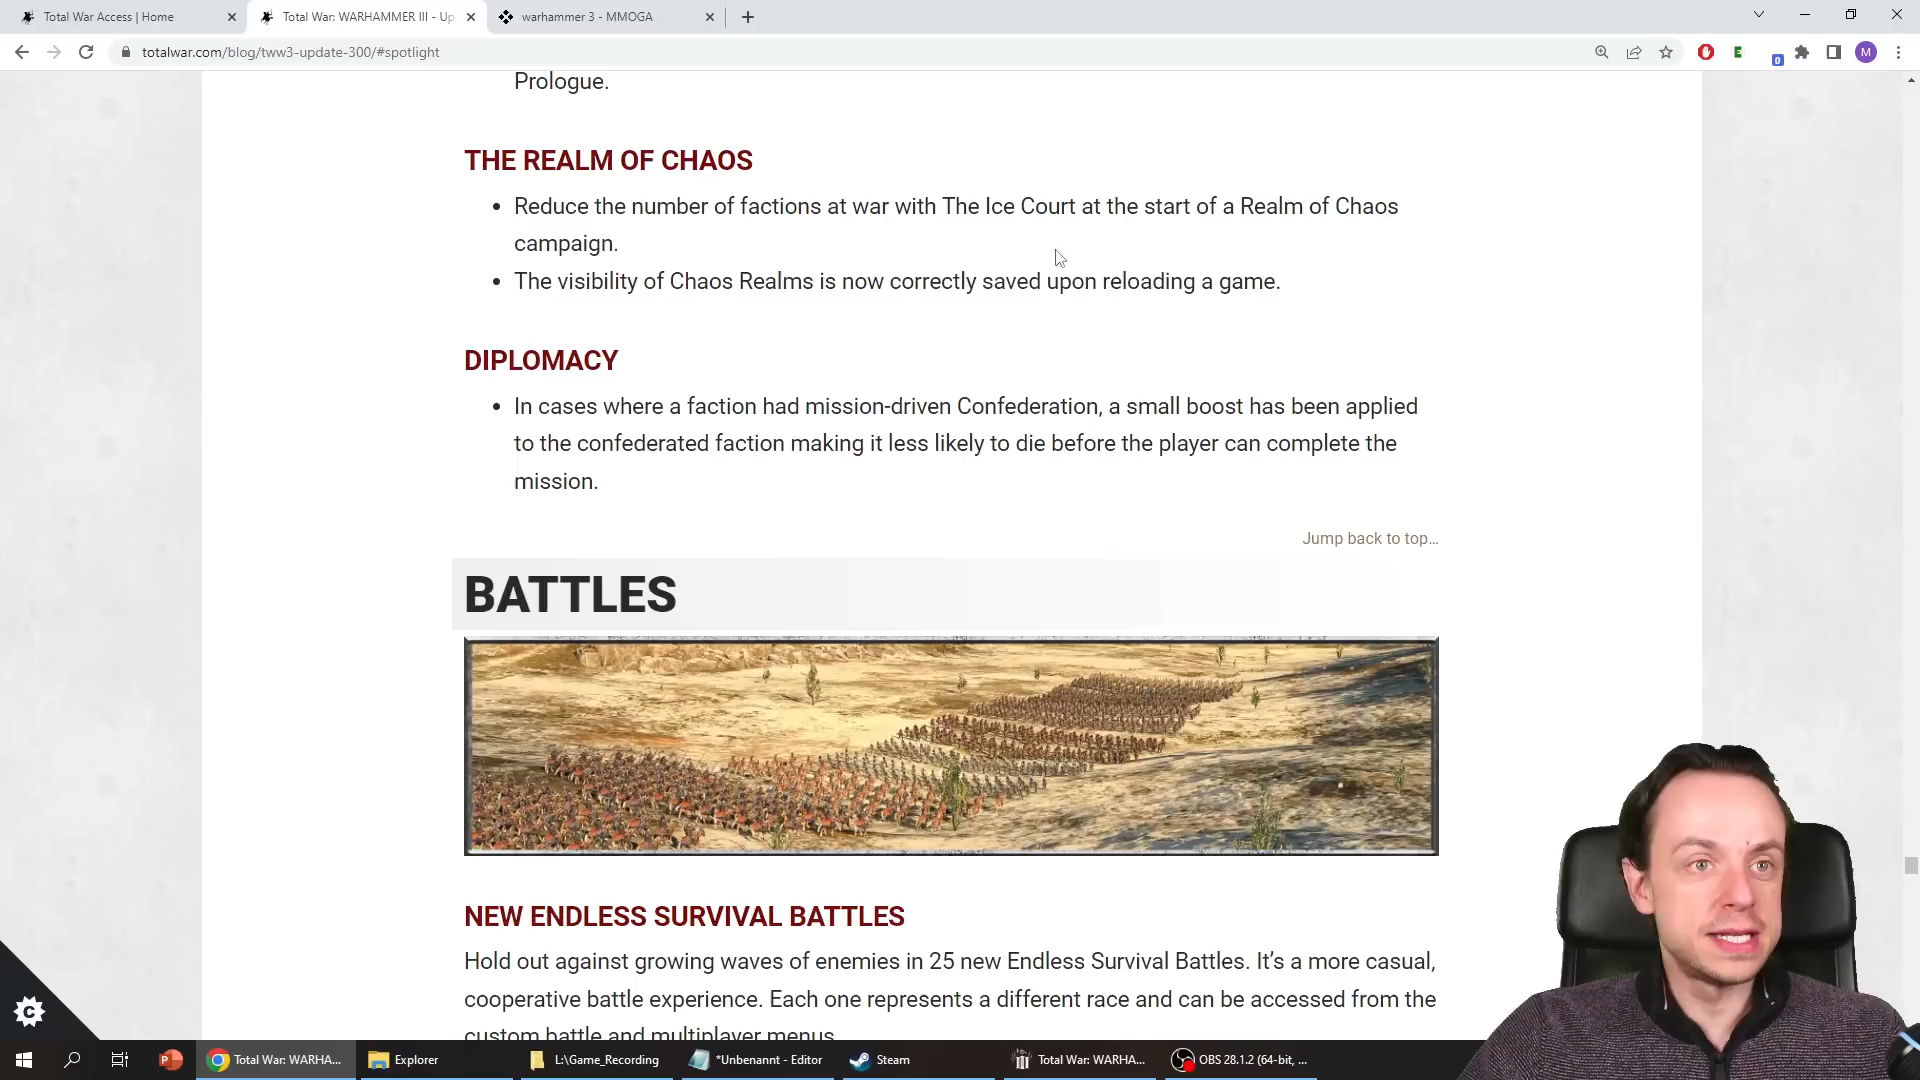 Total War Access | Home
Total War: WARHAMMER III - Up
warhammer 3 - MMOGA
totalwar.com/blog/tww3-update-300/#spotlight
0
M
Prologue.
THE REALM OF CHAOS
• Reduce the number of factions at war with The Ice Court at the start of a Realm of Chaos
campaign.
• The visibility of Chaos Realms is now correctly saved upon reloading a game.
DIPLOMACY
• In cases where a faction had mission-driven Confederation, a small boost has been applied
to the confederated faction making it less likely to die before the player can complete the
mission.
Jump back to top...
BATTLES
NEW ENDLESS SURVIVAL BATTLES
Hold out against growing waves of enemies in 25 new Endless Survival Battles. It’s a more casual,
cooperative battle experience. Each one represents a different race and can be accessed from the
custom battle and multiplayer menus.
C
P
Total War: WARHA...
Explorer
L:\Game_Recording
*Unbenannt - Editor
Steam
Total War: WARHA...
OBS 28.1.2 (64-bit, ...